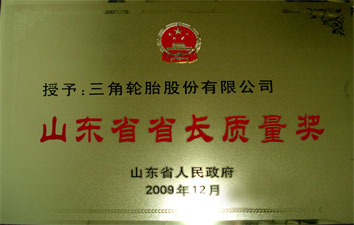 授予:三角轮胎股份有限公司
山东省省长质量奖
山东省人民政府
2009年12月